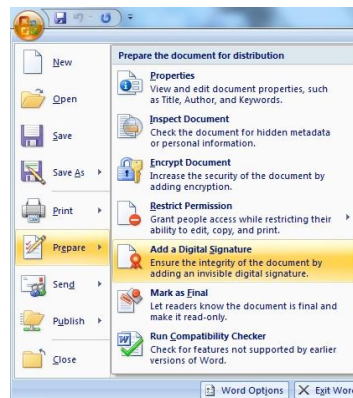 New
Open
Save
Save As
Print
Prepare
Send
Publish
Close
Prepare the document for distribution
Properties
View and edit document properties, such
as Title, Author, and Keywords.
Inspect Document
Check the document for hidden metadata
or personal information.
Encrypt Document
Increase the security of the document by
adding encryption.
Restrict Permission
Grant people access while restricting their
ability to edit, copy, and print.
Add a Digital Signature
Ensure the integrity of the document by
adding an invisible digital signature.
Mark as Final
Let readers know the document is final and
make it read-only.
Run Compatibility Checker
Check for features not supported by earlier
versions of Word.
Word Options
Exit Wor